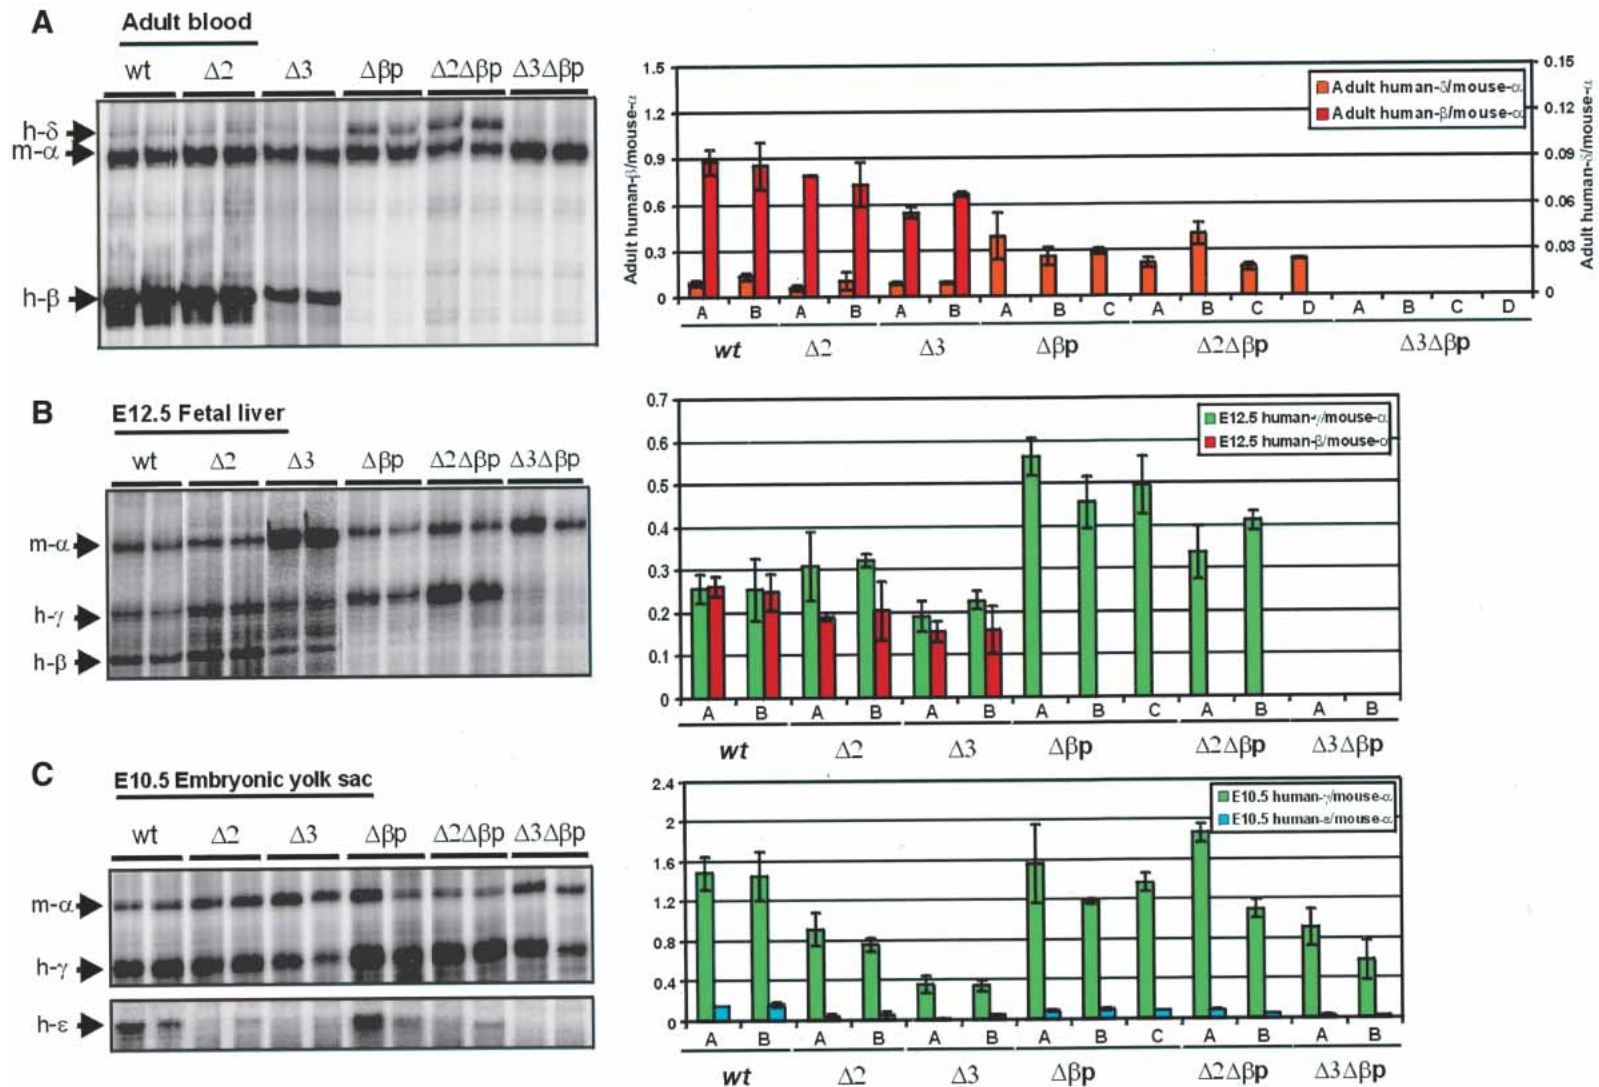 A
Adult blood
wt Δ2 Δ3 Δβp Δ2Δβp Δ3Δβp
h-δ
m-α
h-β
Adult human-β/mouse-α
1.5
1.2
0.9
0.6
0.3
0
Adult human-δ/mouse-α
Adult human-β/mouse-α
0.15
0.12
0.09
0.06
0.03
0
Adult human-δ/mouse-α
A B A B A B A B C A B C D A B C D
wt Δ2 Δ3 Δβp Δ2Δβp Δ3Δβp
B
E12.5 Fetal liver
wt Δ2 Δ3 Δβp Δ2Δβp Δ3Δβp
m-α
h-γ
h-β
0.7
0.6
0.5
0.4
0.3
0.2
0.1
0
E12.5 human-γ/mouse-α
E12.5 human-β/mouse-α
A B A B A B A B C A B A B
wt Δ2 Δ3 Δβp Δ2Δβp Δ3Δβp
C
E10.5 Embryonic yolk sac
wt Δ2 Δ3 Δβp Δ2Δβp Δ3Δβp
m-α
h-γ
h-ε
2.4
2
1.6
1.2
0.8
0.4
0
E10.5 human-γ/mouse-α
E10.5 human-ε/mouse-α
A B A B A B A B C A B A B
wt Δ2 Δ3 Δβp Δ2Δβp Δ3Δβp